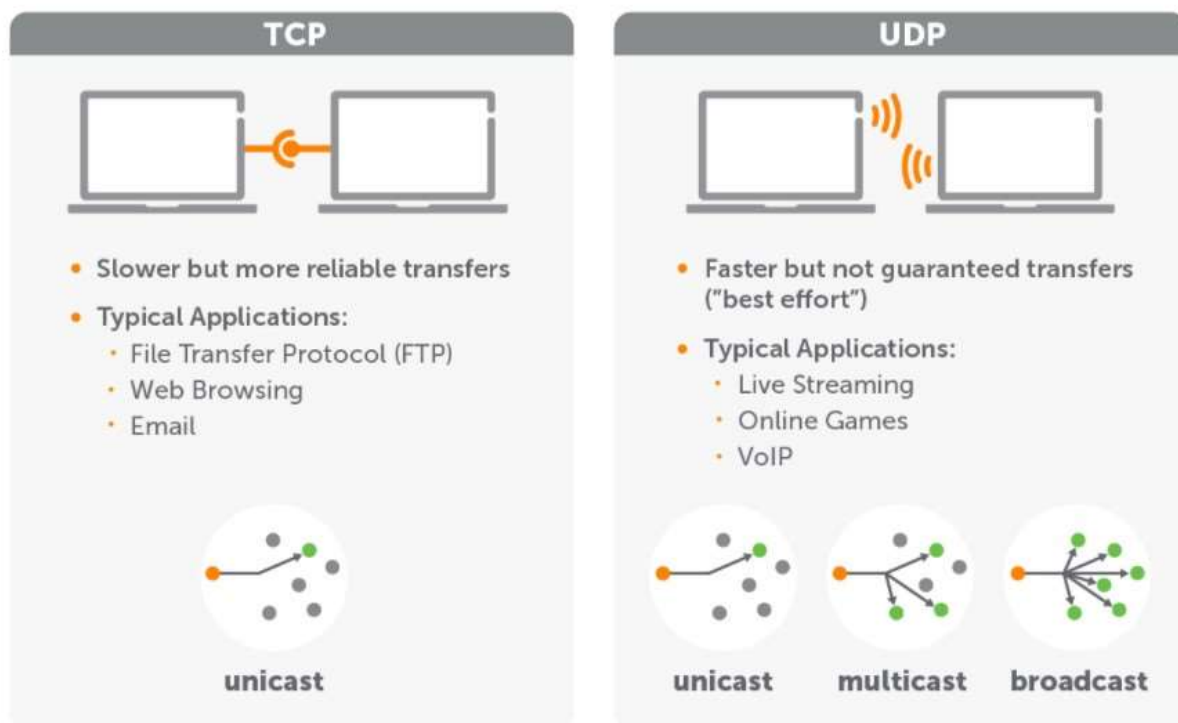 TCP
Slower but more reliable transfers
Typical Applications:
File Transfer Protocol (FTP)
Web Browsing
Email
unicast
UDP
Faster but not guaranteed transfers
("best effort")
Typical Applications:
Live Streaming
Online Games
VoIP
unicast multicast broadcast